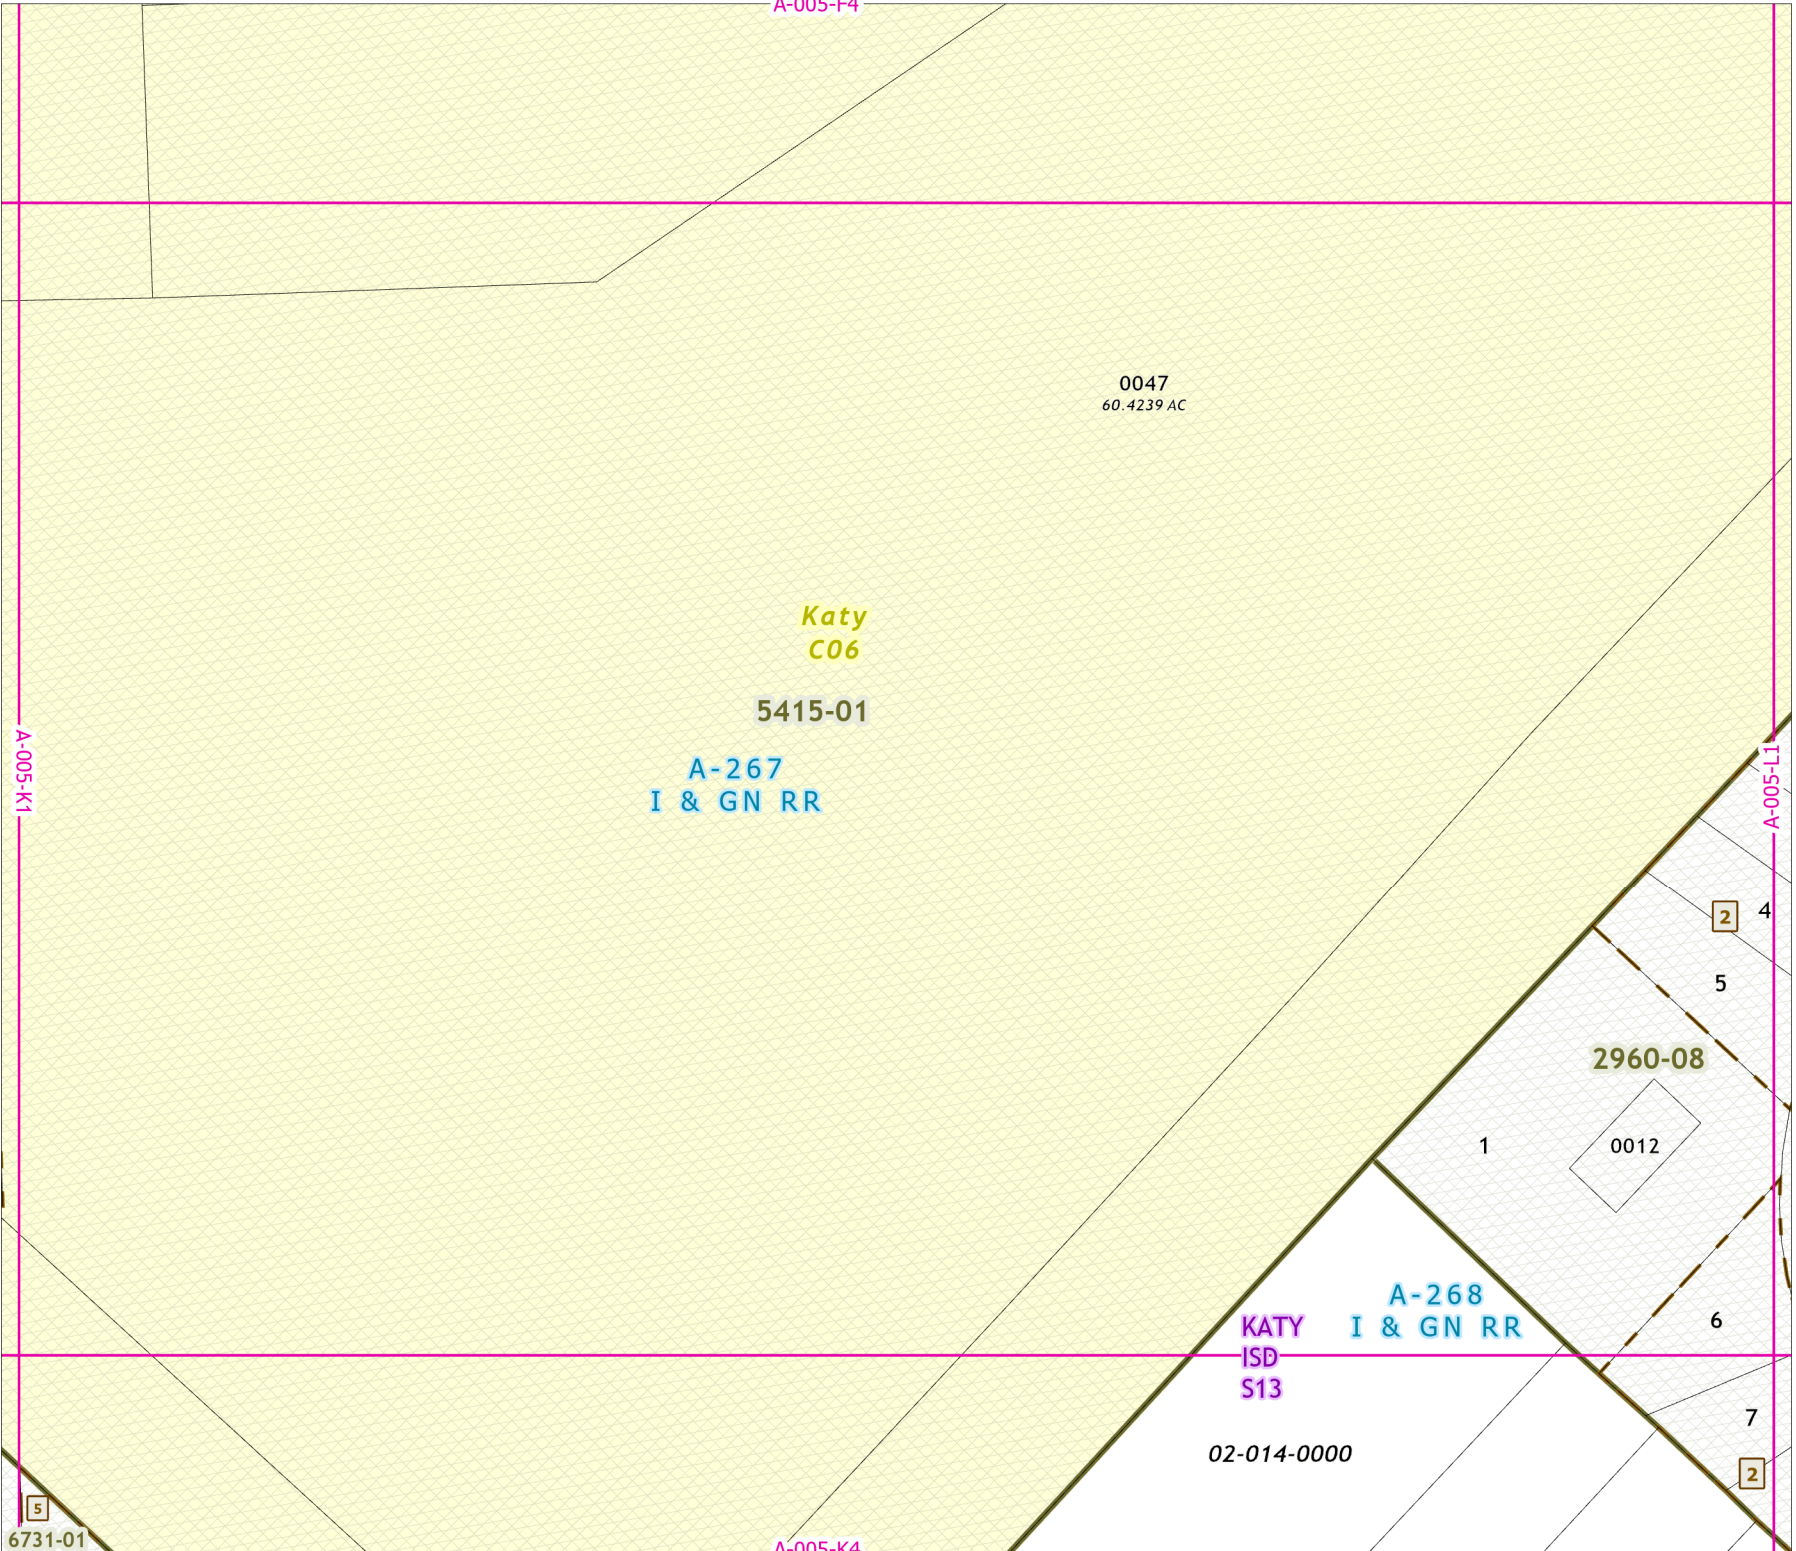 A-005-F4
0047
60.4239 AC
Katy
C06
5415-01
A-267
I & GN RR
A-005-K1
A-005-L1
2
4
5
2960-08
1
0012
A-268
I & GN RR
KATY
ISD
S13
6
7
02-014-0000
2
5
6731-01
A-005-K4